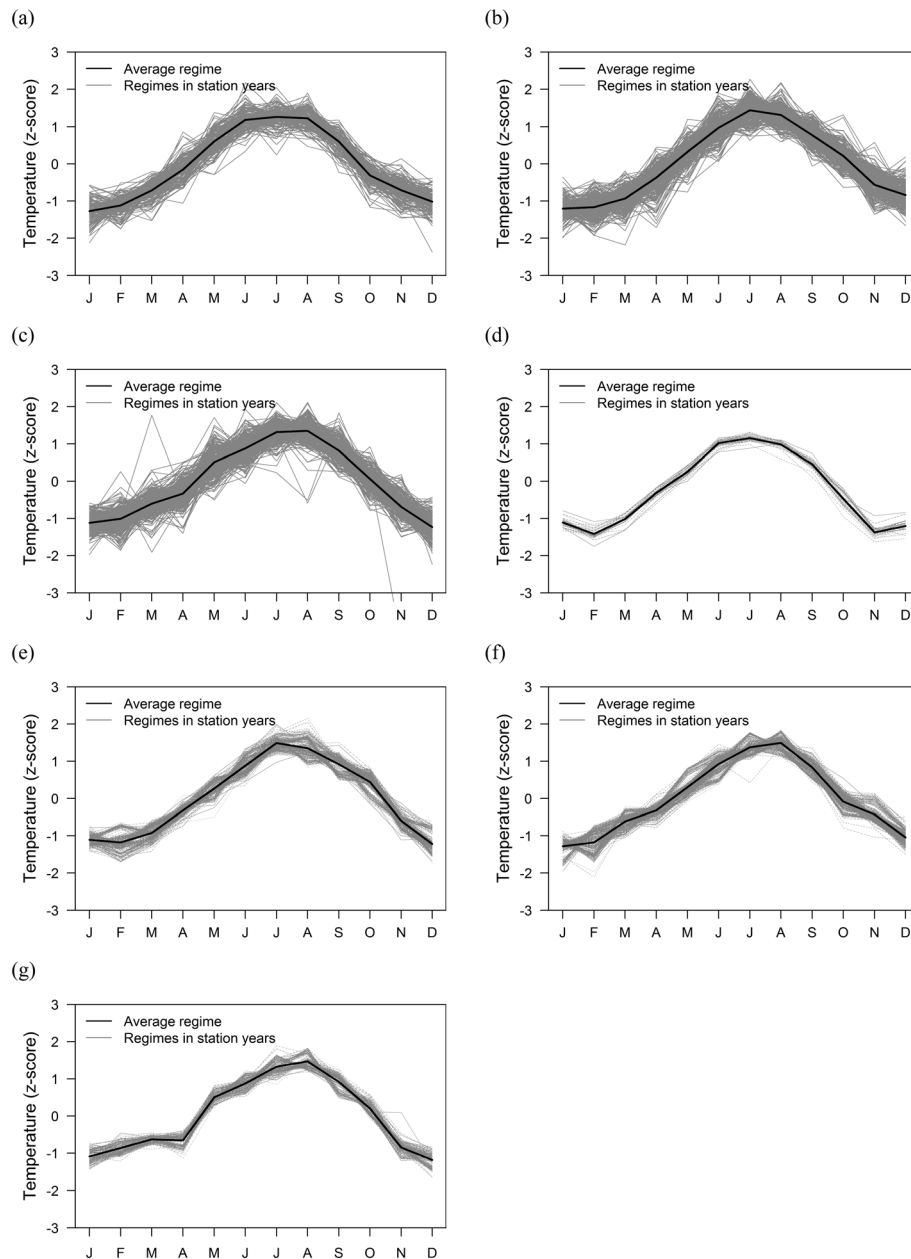 (a)
3
2
1
0
-1
-2
-3
Temperature (z-score)
Average regime
Regimes in station years
J F M A M J J A S O N D
(b)
3
2
1
0
-1
-2
-3
Temperature (z-score)
Average regime
Regimes in station years
J F M A M J J A S O N D
(c)
3
2
1
0
-1
-2
-3
Temperature (z-score)
Average regime
Regimes in station years
J F M A M J J A S O N D
(d)
3
2
1
0
-1
-2
-3
Temperature (z-score)
Average regime
Regimes in station years
J F M A M J J A S O N D
(e)
3
2
1
0
-1
-2
-3
Temperature (z-score)
Average regime
Regimes in station years
J F M A M J J A S O N D
(f)
3
2
1
0
-1
-2
-3
Temperature (z-score)
Average regime
Regimes in station years
J F M A M J J A S O N D
(g)
3
2
1
0
-1
-2
-3
Temperature (z-score)
Average regime
Regimes in station years
J F M A M J J A S O N D